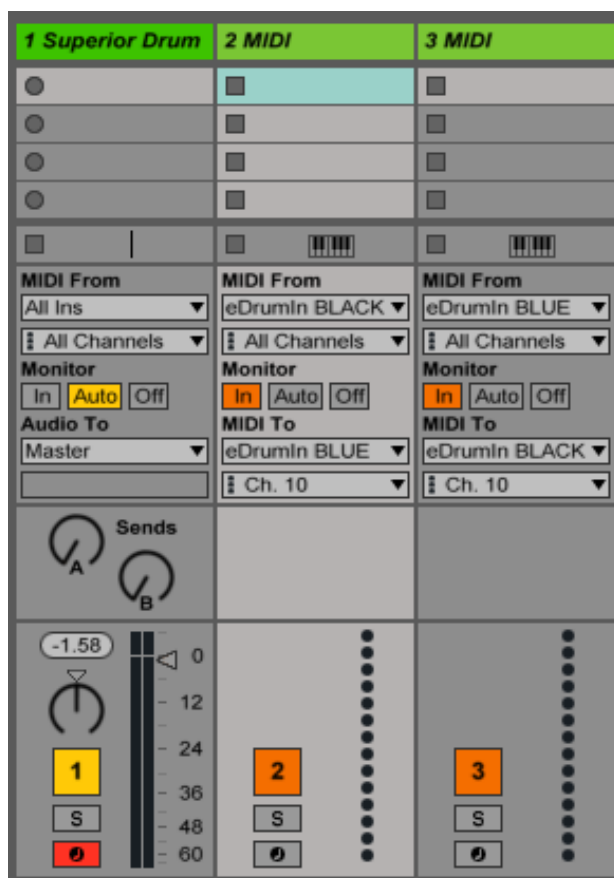 1 Superior Drum 2 MIDI 3 MIDI
MIDI From MIDI From MIDI From
All Ins eDrumIn BLACK eDrumIn BLUE
All Channels All Channels All Channels
Monitor Monitor Monitor
In Auto Off In Auto Off In Auto Off
Audio To MIDI To MIDI To
Master eDrumIn BLUE eDrumIn BLACK
Ch. 10 Ch. 10
Sends
A
B
-1.58
0
12
24
1 2 3
36
S S S
48
60